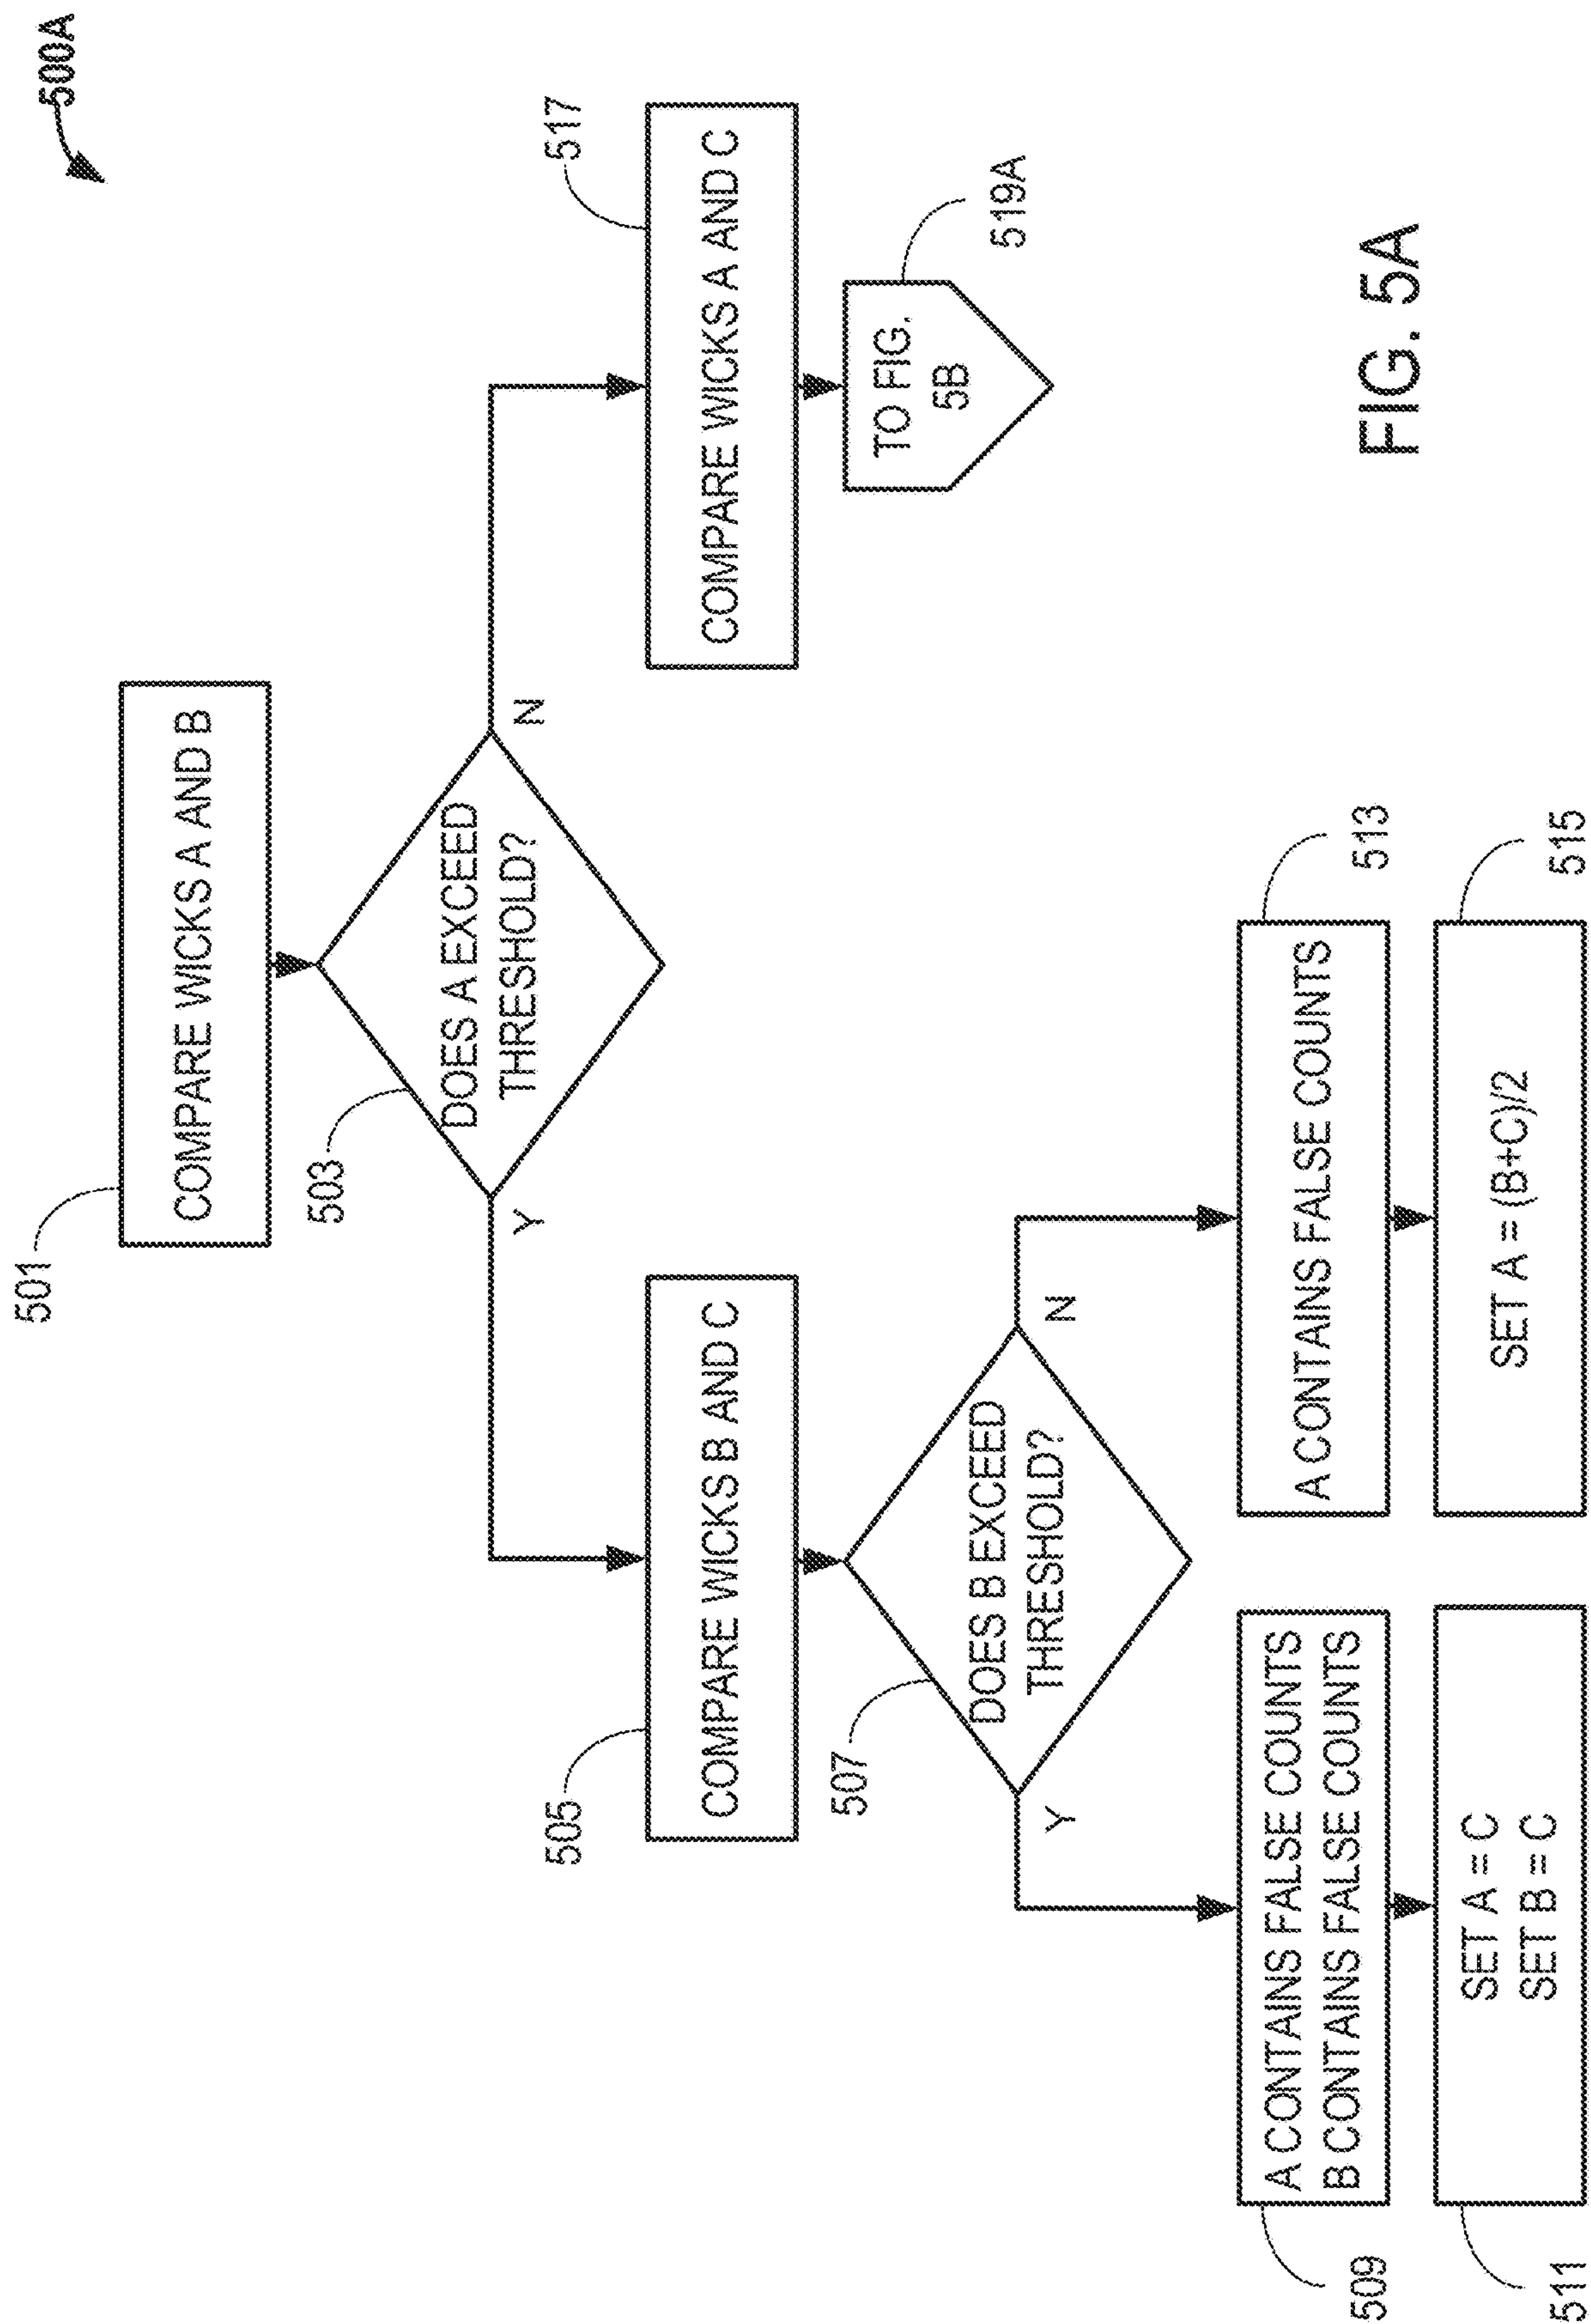 500A
501
COMPARE WICKS A AND B
503
DOES A EXCEED
THRESHOLD?
Y
N
505
COMPARE WICKS B AND C
517
COMPARE WICKS A AND C
507
DOES B EXCEED
THRESHOLD?
Y
N
TO FIG.
5B
519A
509
A CONTAINS FALSE COUNTS
B CONTAINS FALSE COUNTS
513
A CONTAINS FALSE COUNTS
511
SET A = C
SET B = C
515
SET A = (B+C)/2
FIG. 5A